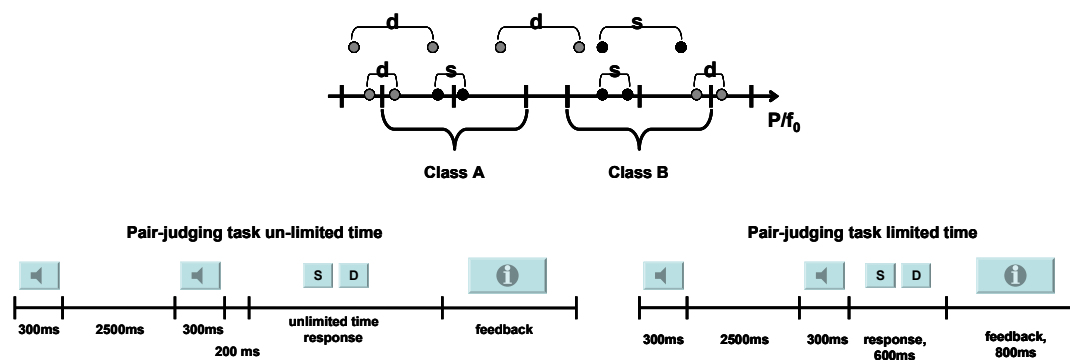 d
d
s
d
s
s
d
P/f0
Class A
Class B
Pair-judging task un-limited time
S
D
300ms
2500ms
300ms
200 ms
unlimited time
response
feedback
Pair-judging task limited time
S
D
300ms
2500ms
300ms
response,
600ms
feedback,
800ms